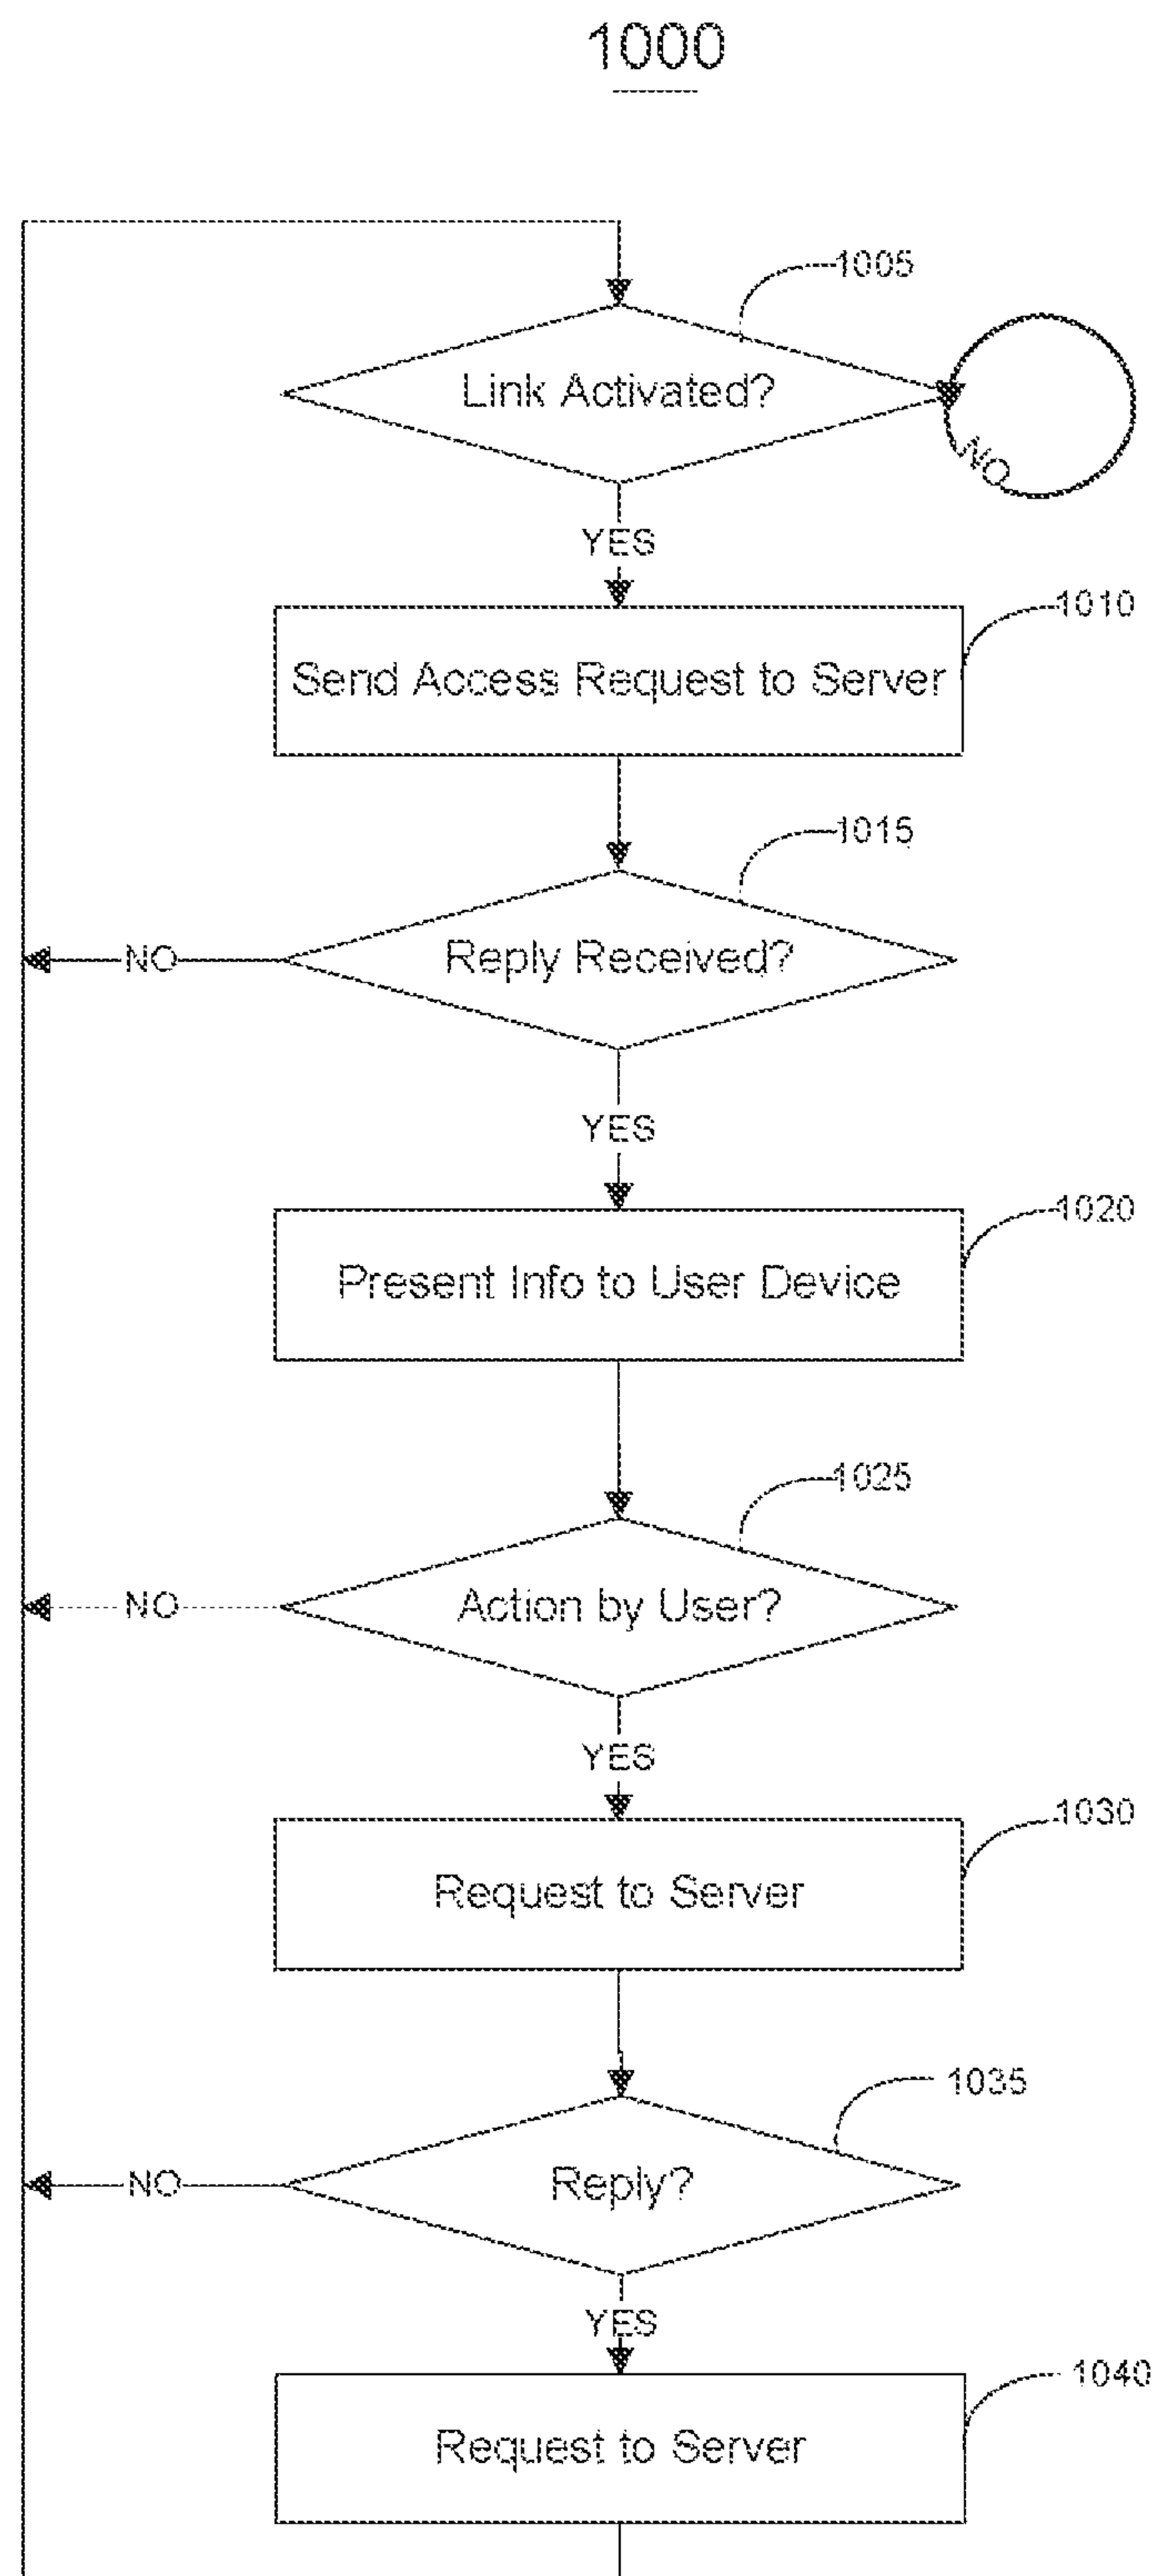 1000
1005
Link Activated?
NO
YES
1010
Send Access Request to Server
1015
Reply Received?
NO
YES
1020
Present Info to User Device
1025
Action by User?
NO
YES
1030
Request to Server
1035
Reply?
NO
YES
1040
Request to Server